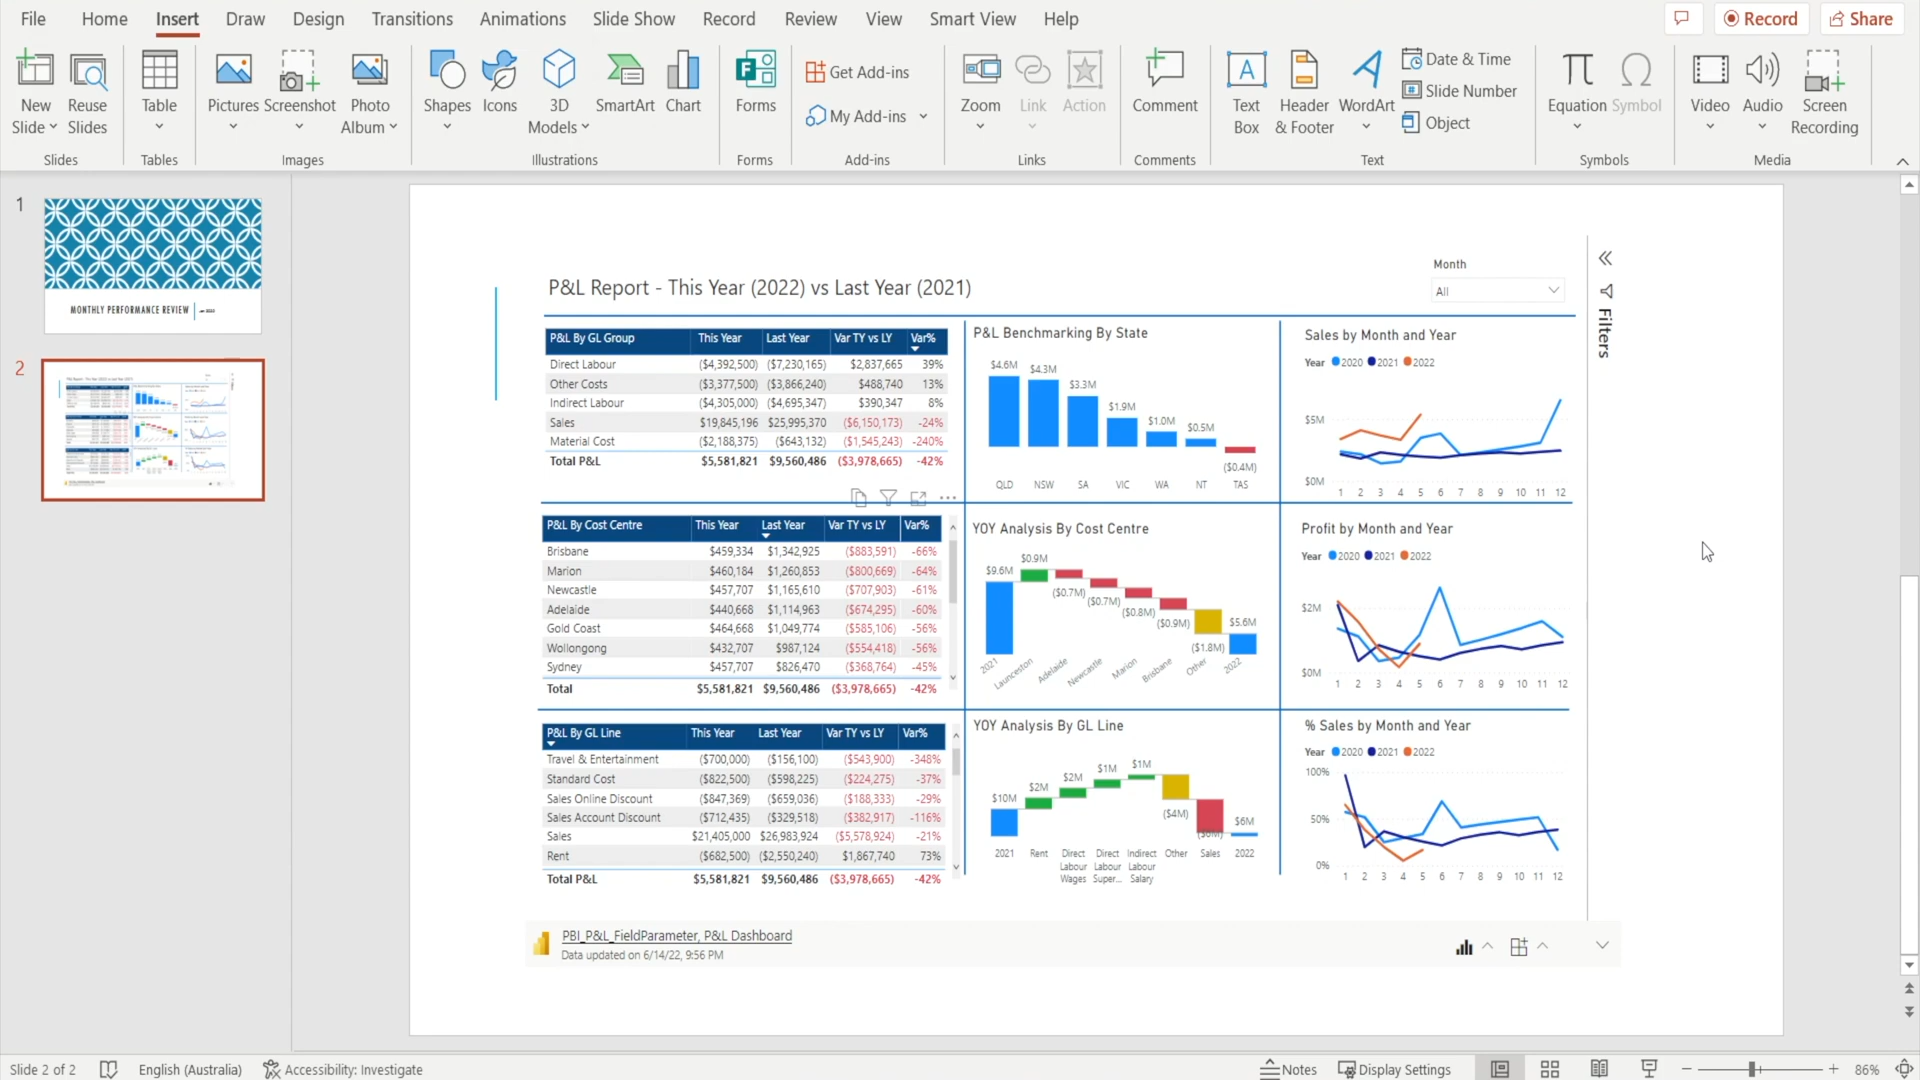 File Home Insert Draw Design Transitions Animations Slide Show Record Review View Smart View Help Record Share
New Slide Reuse Slides Table Pictures Screenshot Photo Album Shapes Icons 3D Models SmartArt Chart Forms Get Add-ins My Add-ins Zoom Link Action Comment Text Box Header & Footer WordArt Date & Time Slide Number Object Equation Symbol Video Audio Screen Recording
Slides Tables Images Illustrations Forms Add-ins Links Comments Text Symbols Media
1
MONTHLY PERFORMANCE REVIEW
2
P&L Report - This Year (2022) vs Last Year (2021)
Month
All
Filters
P&L By GL Group This Year Last Year Var TY vs LY Var%
Direct Labour ($4,392,500) ($7,230,165) $2,837,665 39%
Other Costs ($3,377,500) ($3,866,240) $488,740 13%
Indirect Labour ($4,305,000) ($4,695,347) $390,347 8%
Sales $19,845,196 $25,995,370 ($6,150,173) -24%
Material Cost ($2,188,375) ($643,132) ($1,545,243) -240%
Total P&L $5,581,821 $9,560,486 ($3,978,665) -42%
P&L Benchmarking By State
$4.6M $4.3M $3.3M $1.9M $1.0M $0.5M ($0.4M)
QLD NSW SA VIC WA NT TAS
Sales by Month and Year
Year 2020 2021 2022
$5M
$0M
1 2 3 4 5 6 7 8 9 10 11 12
P&L By Cost Centre This Year Last Year Var TY vs LY Var%
Brisbane $459,334 $1,342,925 ($883,591) -66%
Marion $460,184 $1,260,853 ($800,669) -64%
Newcastle $457,707 $1,165,610 ($707,903) -61%
Adelaide $440,668 $1,114,963 ($674,295) -60%
Gold Coast $464,668 $1,049,774 ($585,106) -56%
Wollongong $432,707 $987,124 ($554,418) -56%
Sydney $457,707 $826,470 ($368,764) -45%
Total $5,581,821 $9,560,486 ($3,978,665) -42%
YOY Analysis By Cost Centre
$9.6M $0.9M ($0.7M) ($0.7M) ($0.8M) ($0.9M) ($1.8M) $5.6M
2021 Launceston Adelaide Newcastle Marion Brisbane Other 2022
Profit by Month and Year
Year 2020 2021 2022
$2M
$0M
1 2 3 4 5 6 7 8 9 10 11 12
P&L By GL Line This Year Last Year Var TY vs LY Var%
Travel & Entertainment ($700,000) ($156,100) ($543,900) -348%
Standard Cost ($822,500) ($598,225) ($224,275) -37%
Sales Online Discount ($847,369) ($659,036) ($188,333) -29%
Sales Account Discount ($712,435) ($329,518) ($382,917) -116%
Sales $21,405,000 $26,983,924 ($5,578,924) -21%
Rent ($682,500) ($2,550,240) $1,867,740 73%
Total P&L $5,581,821 $9,560,486 ($3,978,665) -42%
YOY Analysis By GL Line
$10M $2M $2M $1M $1M ($4M) $6M
2021 Rent Direct Labour Wages Direct Labour Super... Indirect Labour Salary Other Sales 2022
% Sales by Month and Year
Year 2020 2021 2022
100%
50%
0%
1 2 3 4 5 6 7 8 9 10 11 12
PBI_P&L_FieldParameter, P&L Dashboard
Data updated on 6/14/22, 9:56 PM
Slide 2 of 2 English (Australia) Accessibility: Investigate Notes Display Settings 86%